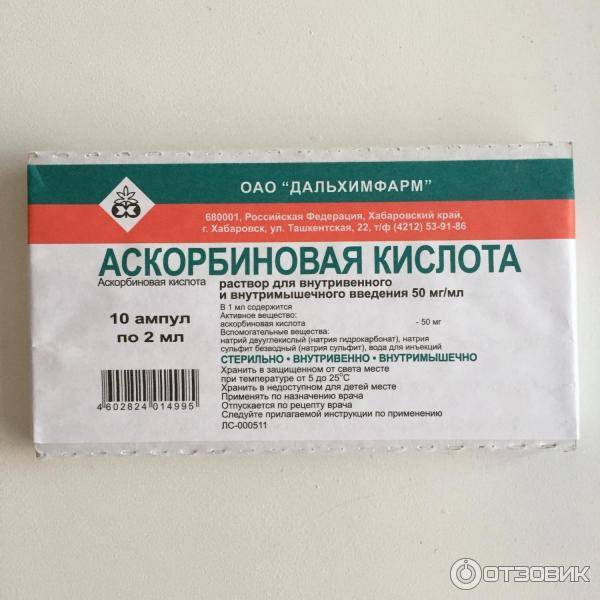 ОАО "ДАЛЬХИМФАРМ"
680001, Российская Федерация, Хабаровский край,
г. Хабаровск, ул. Ташкентская, 22, т/ф (4212) 53-91-86
АСКОРБИНОВАЯ КИСЛОТА
Аскорбиновая кислота
раствор для внутривенного
и внутримышечного введения 50 мг/мл
10 ампул
по 2 мл
В 1 мл содержится
Активное вещество:
аскорбиновая кислота - 50 мг
Вспомогательные вещества:
натрий двууглекислый (натрия гидрокарбонат), натрия
сульфит безводный (натрия сульфит), вода для инъекций
СТЕРИЛЬНО • ВНУТРИВЕННО • ВНУТРИМЫШЕЧНО
Хранить в защищенном от света месте
при температуре от 5 до 25°С
Хранить в недоступном для детей месте
Применять по назначению врача
Отпускается по рецепту врача
Следуйте прилагаемой инструкции по применению
ЛС-000511
4 602824 014995
ОТЗОВИК